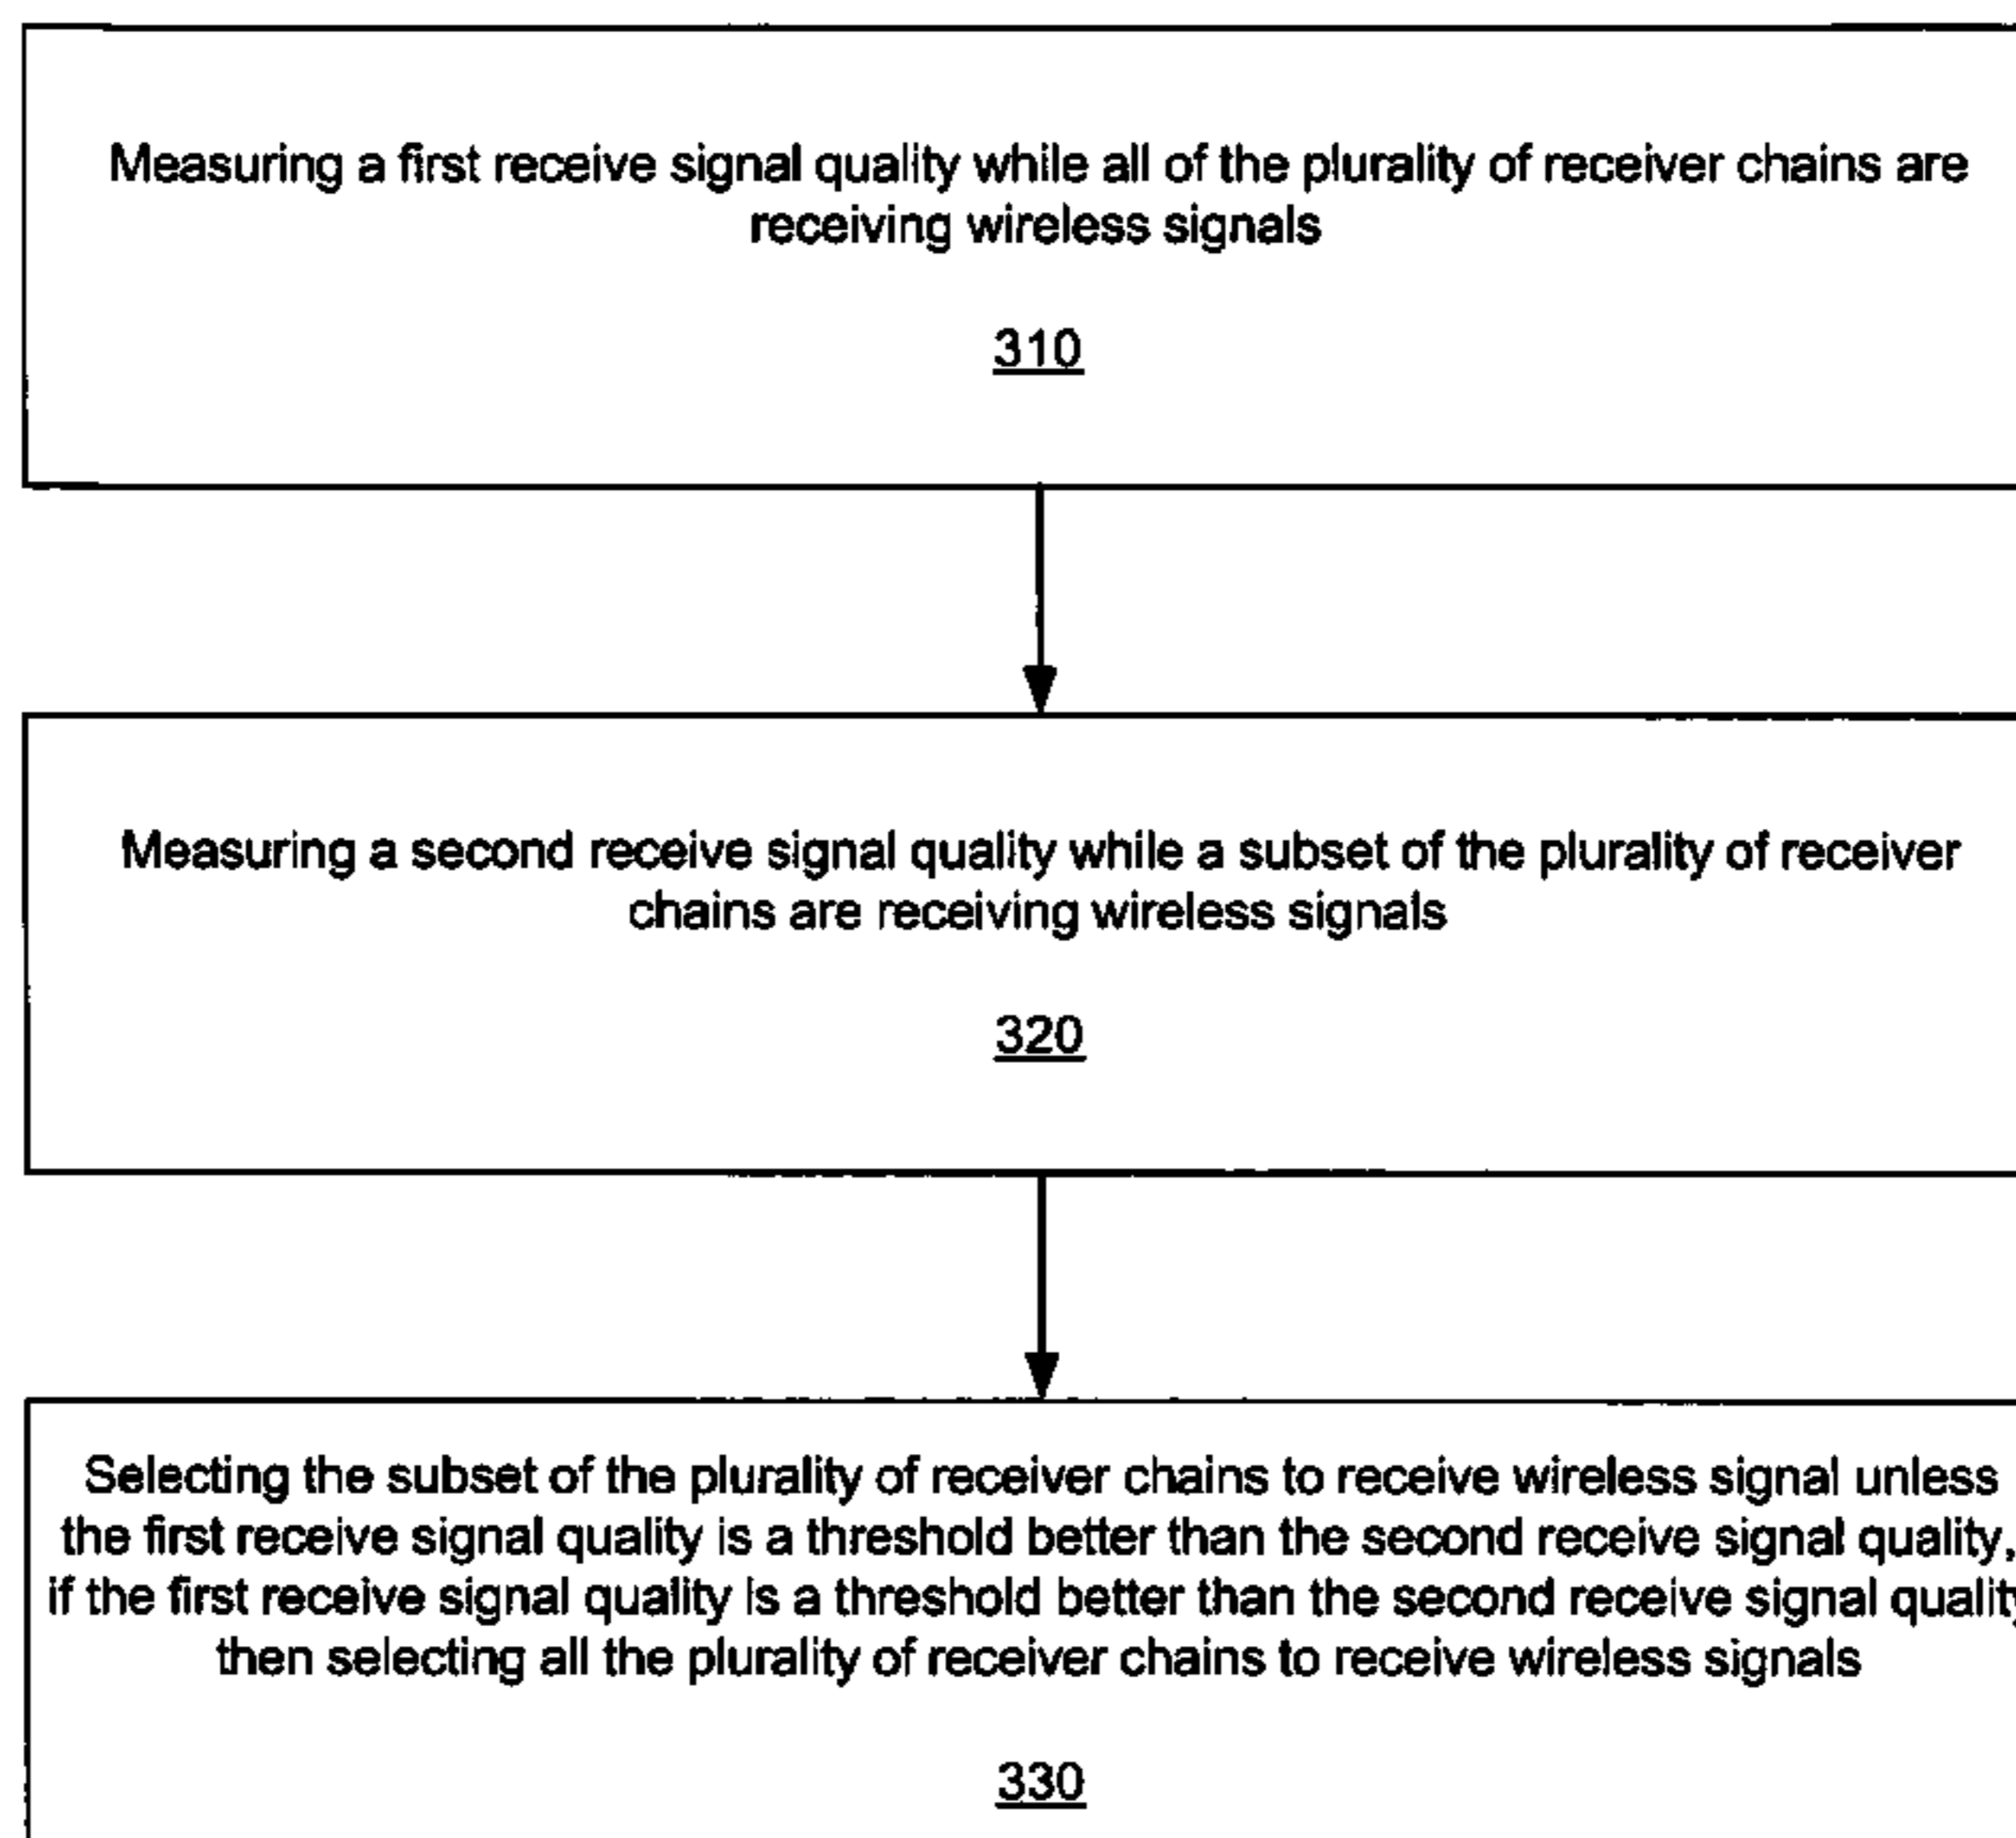 Measuring a first receive signal quality while all of the plurality of receiver chains are
receiving wireless signals
310
Measuring a second receive signal quality while a subset of the plurality of receiver
chains are receiving wireless signals
320
Selecting the subset of the plurality of receiver chains to receive wireless signal unless
the first receive signal quality is a threshold better than the second receive signal quality,
if the first receive signal quality is a threshold better than the second receive signal quality
then selecting all the plurality of receiver chains to receive wireless signals
330